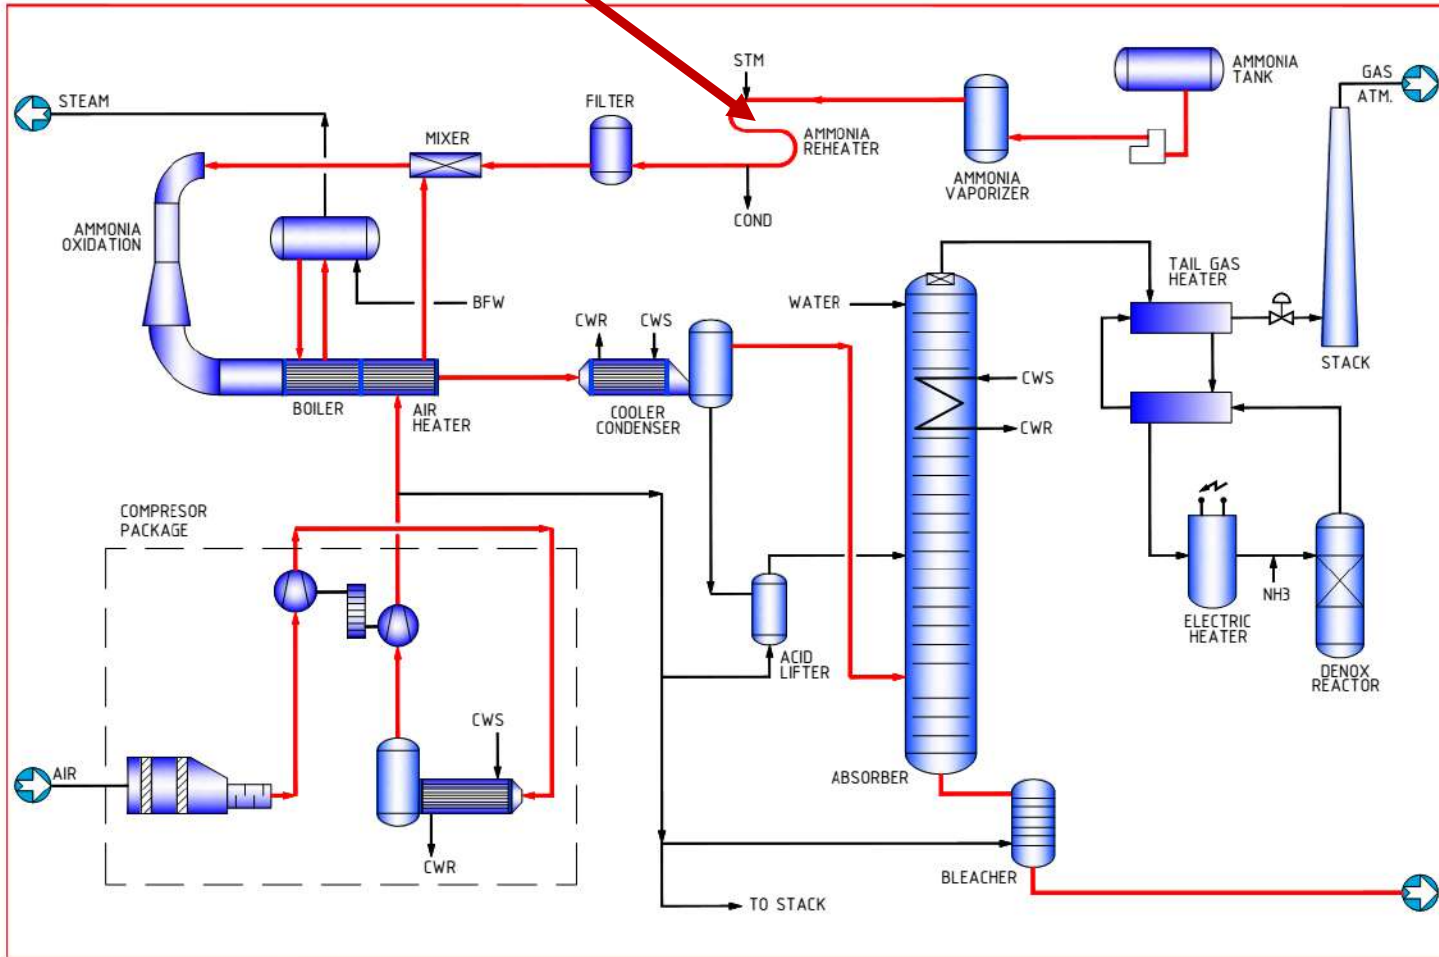 STM
AMMONIA
TANK
GAS
ATM.
STEAM
FILTER
MIXER
AMMONIA
REHEATER
AMMONIA
VAPORIZER
COND
AMMONIA
OXIDATION
TAIL GAS
HEATER
BFW
WATER
CWR
CWS
STACK
CWS
BOILER
AIR
HEATER
COOLER
CONDENSER
CWR
COMPRESOR
PACKAGE
NH3
ELECTRIC
HEATER
ACID
LIFTER
DENOX
REACTOR
CWS
AIR
ABSORBER
CWR
BLEACHER
TO STACK